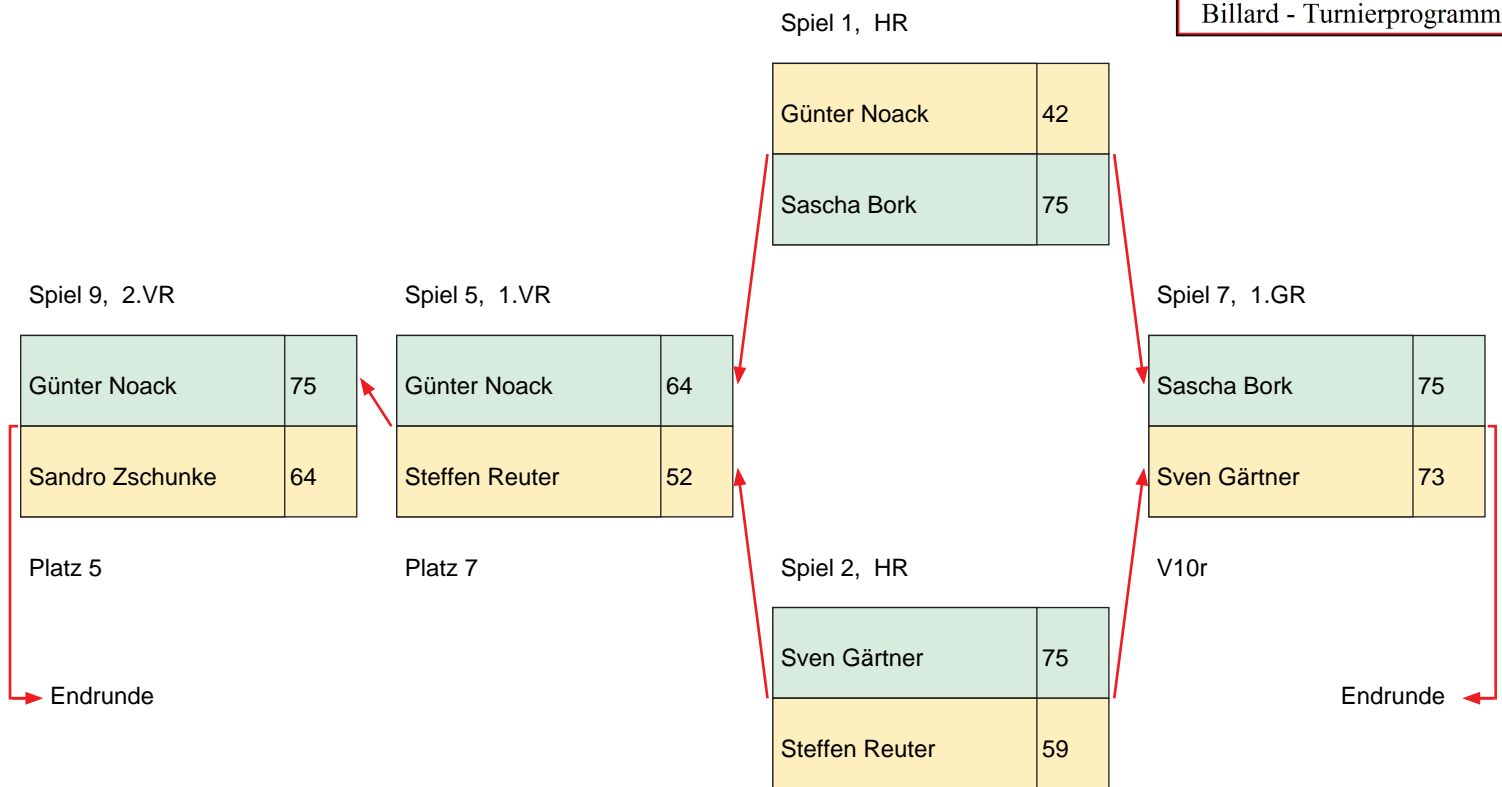 Billard - Turnierprogramm
Spiel 1, HR
Günter Noack 42
Sascha Bork 75
Spiel 9, 2.VR
Spiel 5, 1.VR
Spiel 7, 1.GR
Günter Noack 75
Günter Noack 64
Sascha Bork 75
Sandro Zschunke 64
Steffen Reuter 52
Sven Gärtner 73
Platz 5
Platz 7
Spiel 2, HR
V10r
Sven Gärtner 75
Endrunde
Endrunde
Steffen Reuter 59